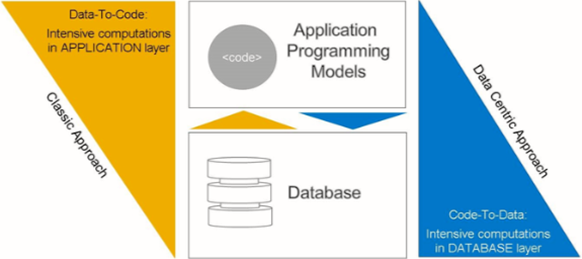 Data-To-Code:
Intensive computations
in APPLICATION layer
Classic Approach
<code>
Application
Programming
Models
Database
Data Centric Approach
Code-To-Data:
Intensive computations
in DATABASE layer